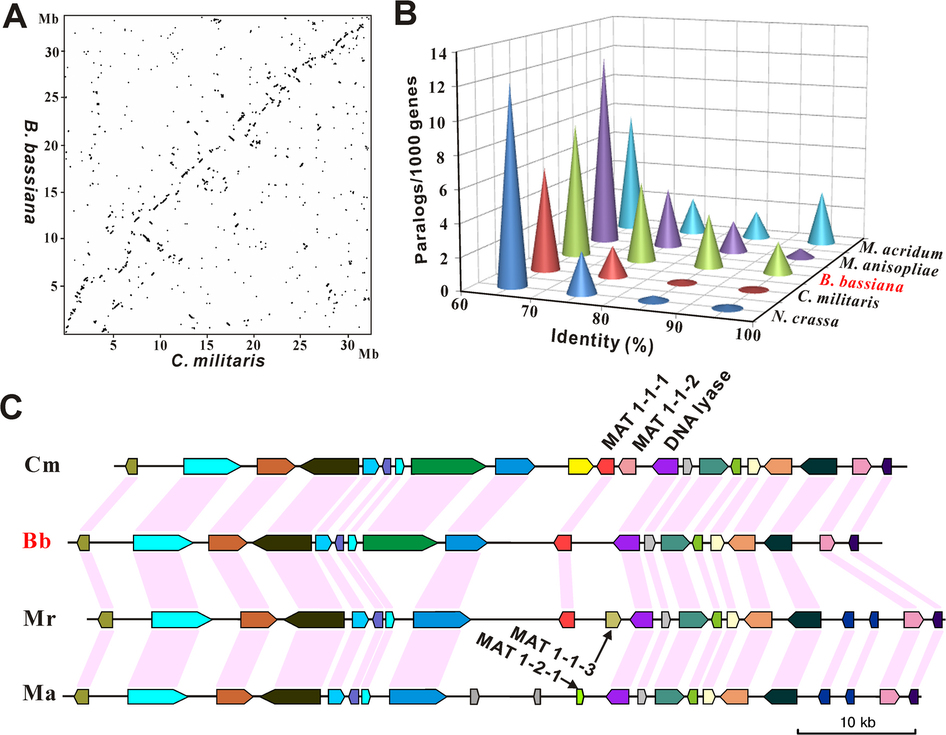 A
Mb
30
25
20
15
10
5
B. bassiana
5 10 15 20 25 30 Mb
C. militaris
B
14
12
10
8
6
4
2
0
Paralogs/1000 genes
60 70 80 90 100
Identity (%)
M. acridum
M. anisopliae
B. bassiana
C. militaris
N. crassa
C
MAT 1-1-1
MAT 1-1-2
DNA lyase
Cm
Bb
Mr
MAT 1-1-3
MAT 1-2-1
Ma
10 kb